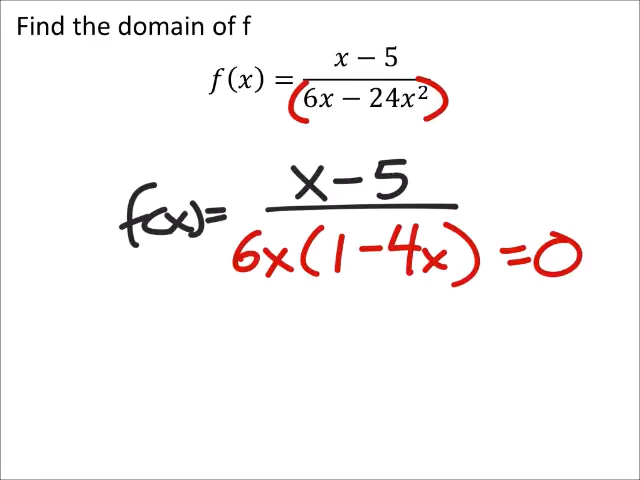 Find the domain of f
f(x) = (x − 5)/(6x − 24x²)
f(x) = (x − 5)/(6x(1 − 4x)) = 0